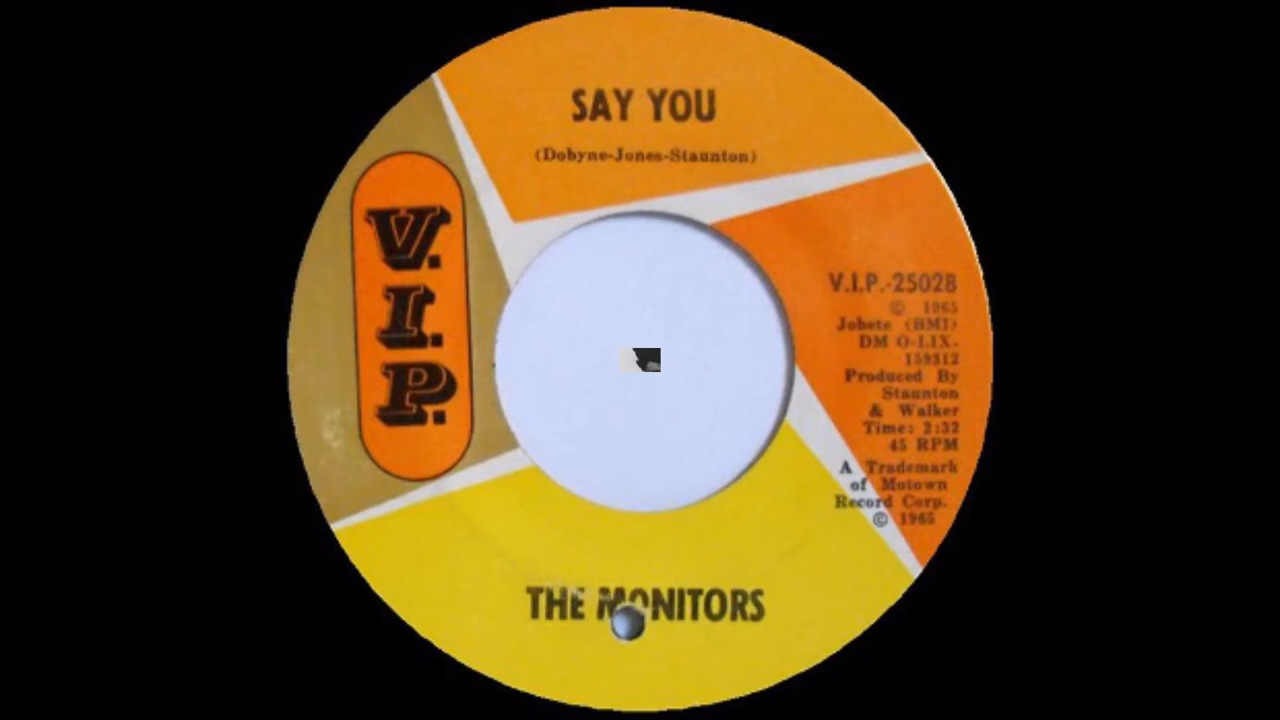 SAY YOU
(Dobyne-Jones-Staunton)
V.
I.
P.
V.I.P.-25028
© 1965
Jobete (BMI)
DM O-LIX-
159312
Produced By
Staunton
& Walker
Time: 2:32
45 RPM
A Trademark
of Motown
Record Corp.
© 1965
THE MONITORS